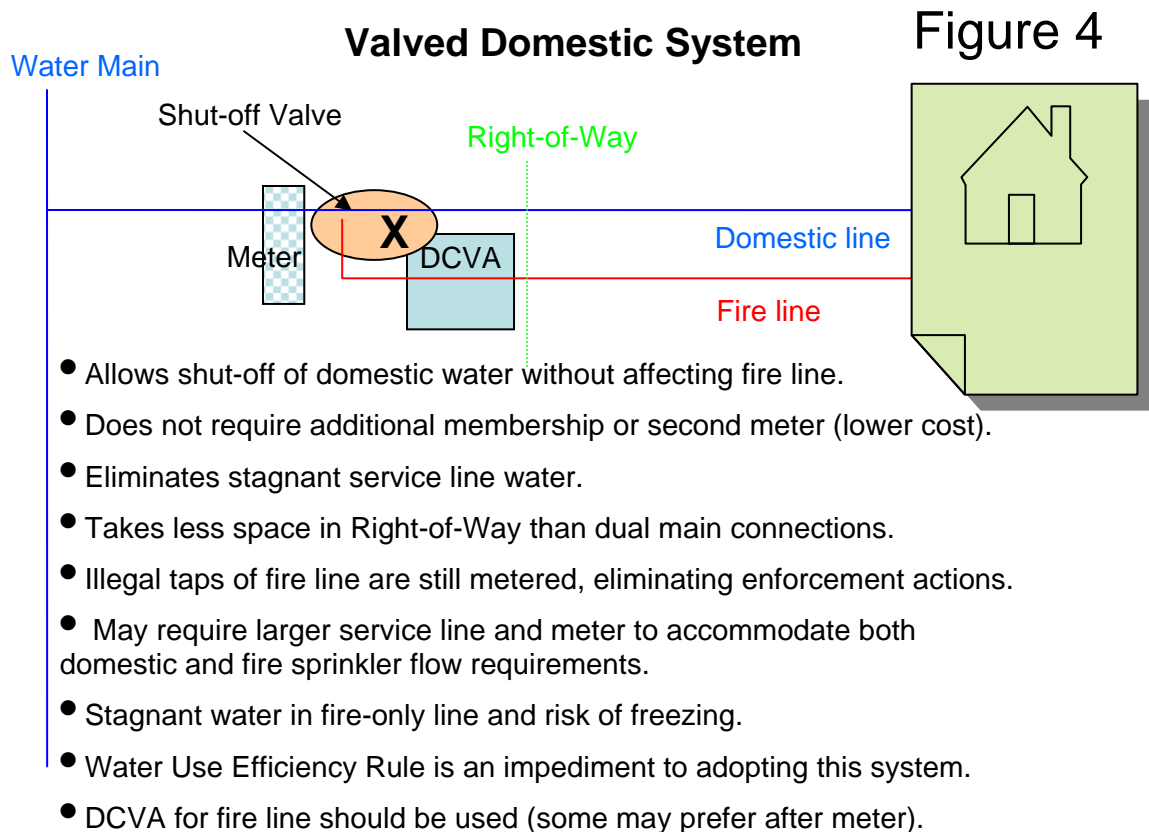 Valved Domestic System
Figure 4
Water Main
Shut-off Valve
Right-of-Way
X
Meter
DCVA
Domestic line
Fire line
• Allows shut-off of domestic water without affecting fire line.
• Does not require additional membership or second meter (lower cost).
• Eliminates stagnant service line water.
• Takes less space in Right-of-Way than dual main connections.
• Illegal taps of fire line are still metered, eliminating enforcement actions.
• May require larger service line and meter to accommodate both
domestic and fire sprinkler flow requirements.
• Stagnant water in fire-only line and risk of freezing.
• Water Use Efficiency Rule is an impediment to adopting this system.
• DCVA for fire line should be used (some may prefer after meter).